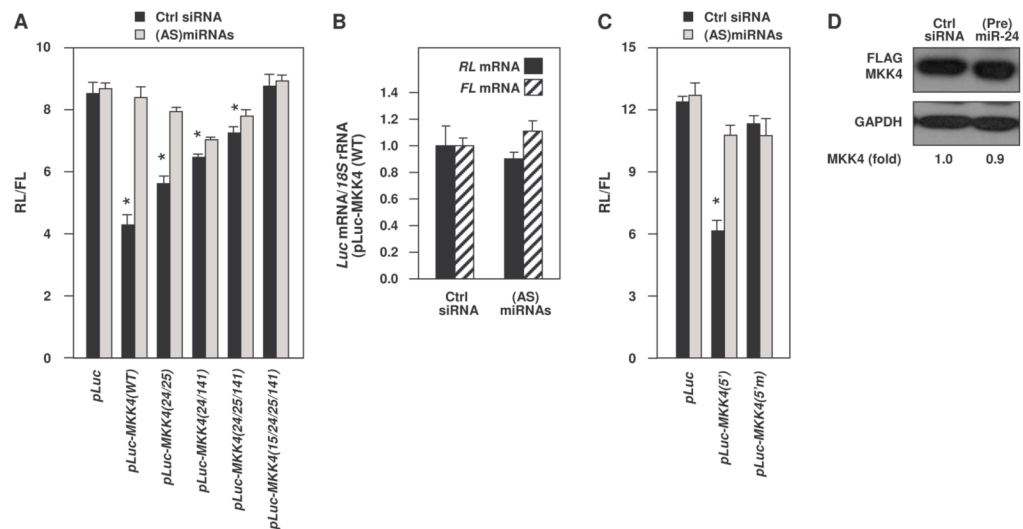 A
Ctrl siRNA
(AS)miRNAs
10
8
6
4
2
0
RL/FL
pLuc
pLuc-MKK4(WT)
pLuc-MKK4(24/25)
pLuc-MKK4(24/141)
pLuc-MKK4(24/25/141)
pLuc-MKK4(15/24/25/141)
*
*
*
*
B
RL mRNA
FL mRNA
1.4
1.2
1.0
0.8
0.6
0.4
0.2
0.0
Luc mRNA/18S rRNA
(pLuc-MKK4 (WT)
Ctrl
siRNA
(AS)
miRNAs
C
Ctrl siRNA
(AS)miRNAs
15
12
9
6
3
0
RL/FL
*
pLuc
pLuc-MKK4(5')
pLuc-MKK4(5'm)
D
Ctrl
siRNA
(Pre)
miR-24
FLAG
MKK4
GAPDH
MKK4 (fold) 1.0 0.9